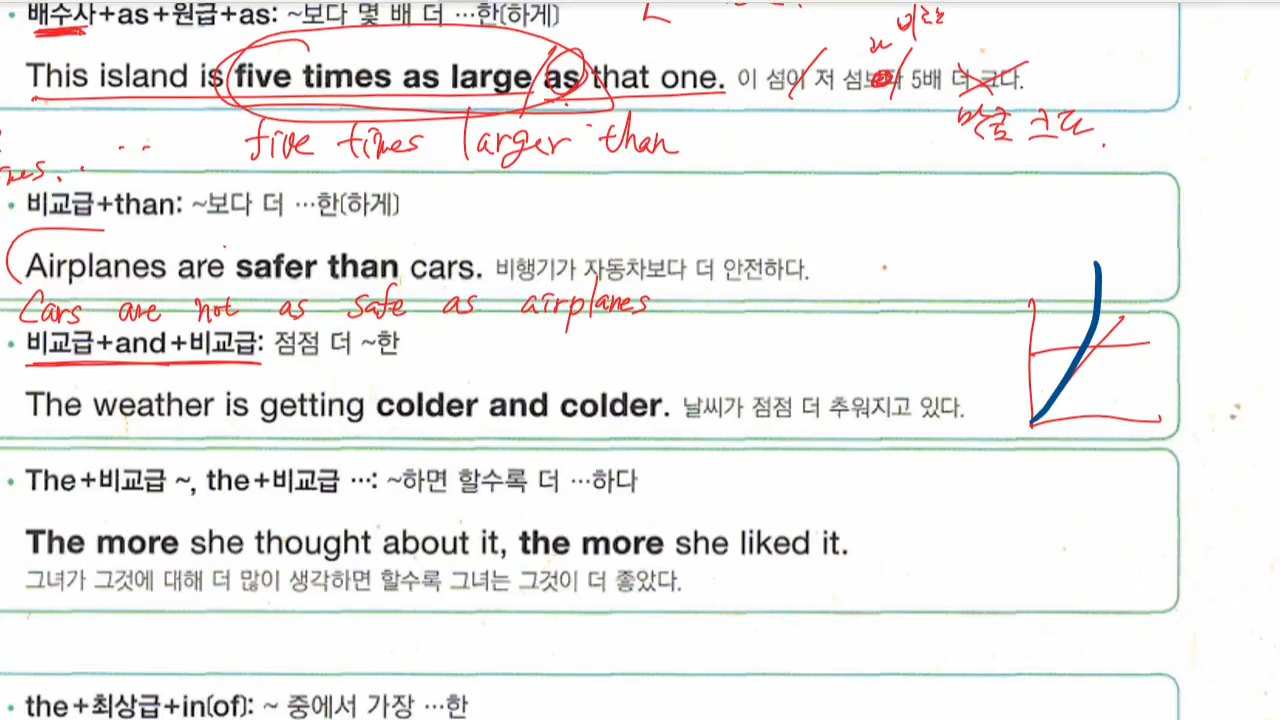 • 배수사+as+원급+as: ~보다 몇 배 더 …한(하게)
This island is five times as large as that one. 이 섬이 저 섬보다 5배 더 크다.
만큼 크다.
five times larger than
• 비교급+than: ~보다 더 …한(하게)
Airplanes are safer than cars. 비행기가 자동차보다 더 안전하다.
Cars are not as safe as airplanes
• 비교급+and+비교급: 점점 더 ~한
The weather is getting colder and colder. 날씨가 점점 더 추워지고 있다.
• The+비교급 ~, the+비교급 …: ~하면 할수록 더 …하다
The more she thought about it, the more she liked it.
그녀가 그것에 대해 더 많이 생각하면 할수록 그녀는 그것이 더 좋았다.
• the+최상급+in(of): ~ 중에서 가장 …한